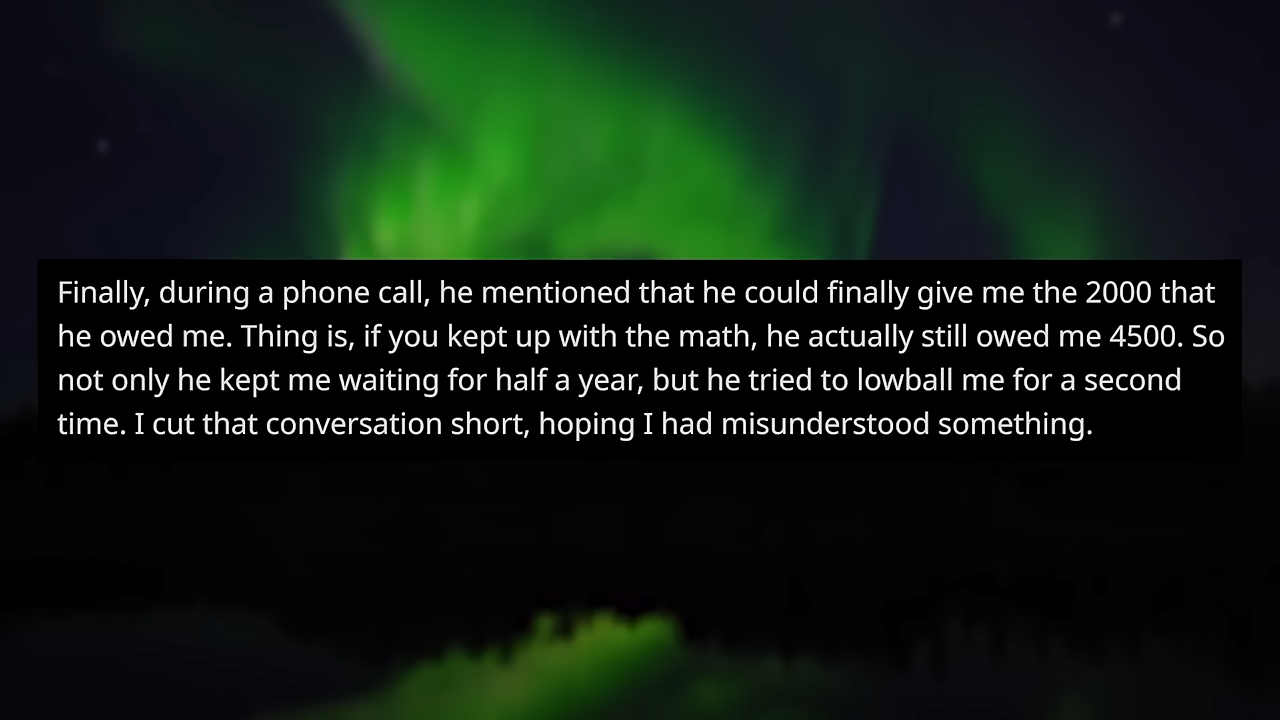 Finally, during a phone call, he mentioned that he could finally give me the 2000 that
he owed me. Thing is, if you kept up with the math, he actually still owed me 4500. So
not only he kept me waiting for half a year, but he tried to lowball me for a second
time. I cut that conversation short, hoping I had misunderstood something.